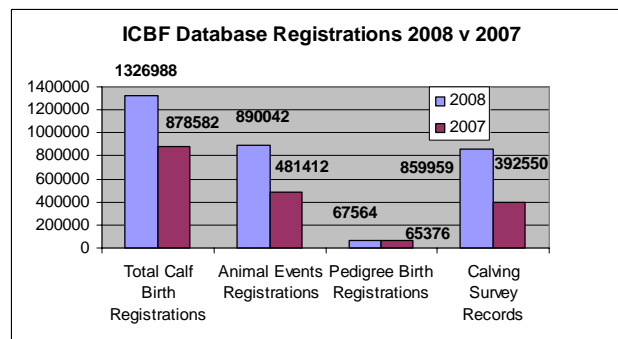 ICBF Database Registrations 2008 v 2007
1400000
1200000
1000000
800000
600000
400000
200000
0
1326988
878582
890042
481412
67564
65376
859959
392550
2008
2007
Total Calf
Birth
Registrations
Animal Events
Registrations
Pedigree Birth
Registrations
Calving
Survey
Records